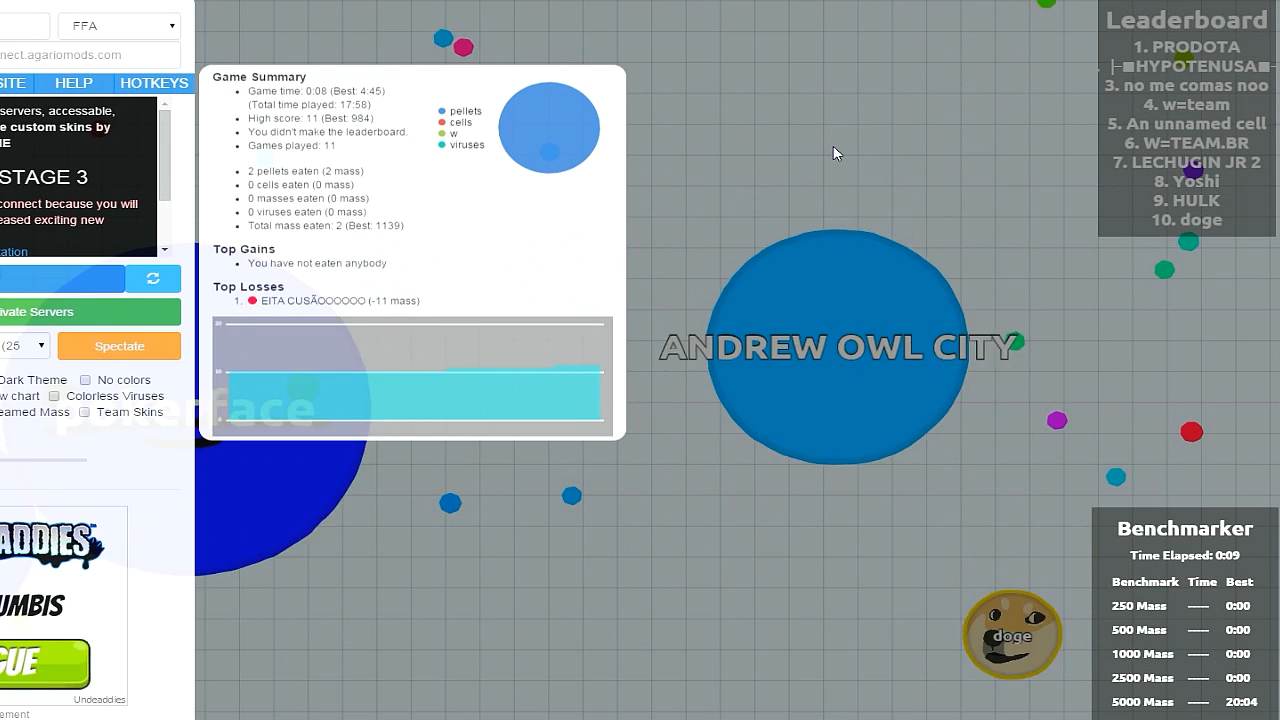 FFA
nect.agariomods.com
SITE HELP HOTKEYS
servers, accessable,
e custom skins by
NE
STAGE 3
connect because you will
eased exciting new
tation
ivate Servers
(25
Spectate
Dark Theme No colors
w chart Colorless Viruses
eamed Mass Team Skins
ADDIES
UMBIS
GUE
Undeaddies
ement
Game Summary
Game time: 0:08 (Best: 4:45)
(Total time played: 17:58)
High score: 11 (Best: 984)
You didn't make the leaderboard.
Games played: 11
2 pellets eaten (2 mass)
0 cells eaten (0 mass)
0 masses eaten (0 mass)
0 viruses eaten (0 mass)
Total mass eaten: 2 (Best: 1139)
pellets
cells
w
viruses
Top Gains
You have not eaten anybody
Top Losses
1. EITA CUSÃOOOOOO (-11 mass)
pokerface
ANDREW OWL CITY
doge
Leaderboard
1. PRODOTA
. ├-■HYPOTENUSA■-
3. no me comas noo
4. w=team
5. An unnamed cell
6. W=TEAM.BR
7. LECHUGIN JR 2
8. Yoshi
9. HULK
10. doge
Benchmarker
Time Elapsed: 0:09
Benchmark Time Best
250 Mass —— 0:00
500 Mass —— 0:00
1000 Mass —— 0:00
2500 Mass —— 0:00
5000 Mass —— 20:04